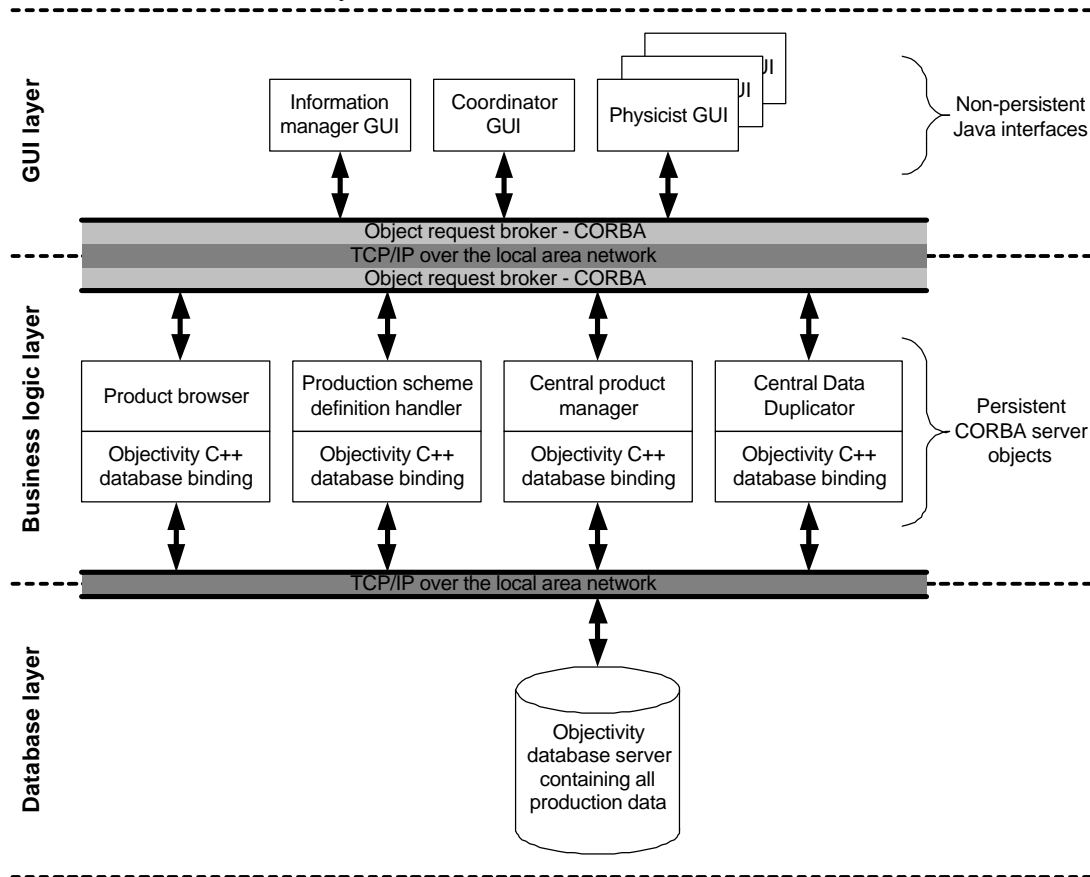 GUI layer
Information
manager GUI
Coordinator
GUI
Physicist GUI
UI
UI
Non-persistent
Java interfaces
Object request broker - CORBA
TCP/IP over the local area network
Object request broker - CORBA
Business logic layer
Product browser
Objectivity C++
database binding
Production scheme
definition handler
Objectivity C++
database binding
Central product
manager
Objectivity C++
database binding
Central Data
Duplicator
Objectivity C++
database binding
Persistent
CORBA server
objects
TCP/IP over the local area network
Database layer
Objectivity
database server
containing all
production data